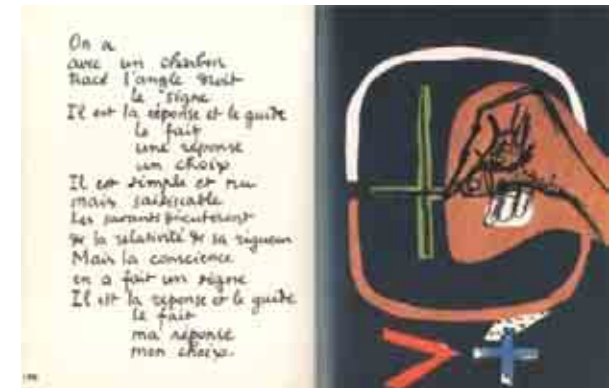 On a
avec un charbon
tracé l'angle droit
le signe
Il est la réponse et le guide
le fait
une réponse
un choix
Il est simple et nu
mais saisissable
Les savants discuteront
de la relativité de sa rigueur
Mais la conscience
en a fait un signe
Il est la réponse et le guide
le fait
ma réponse
mon choix.